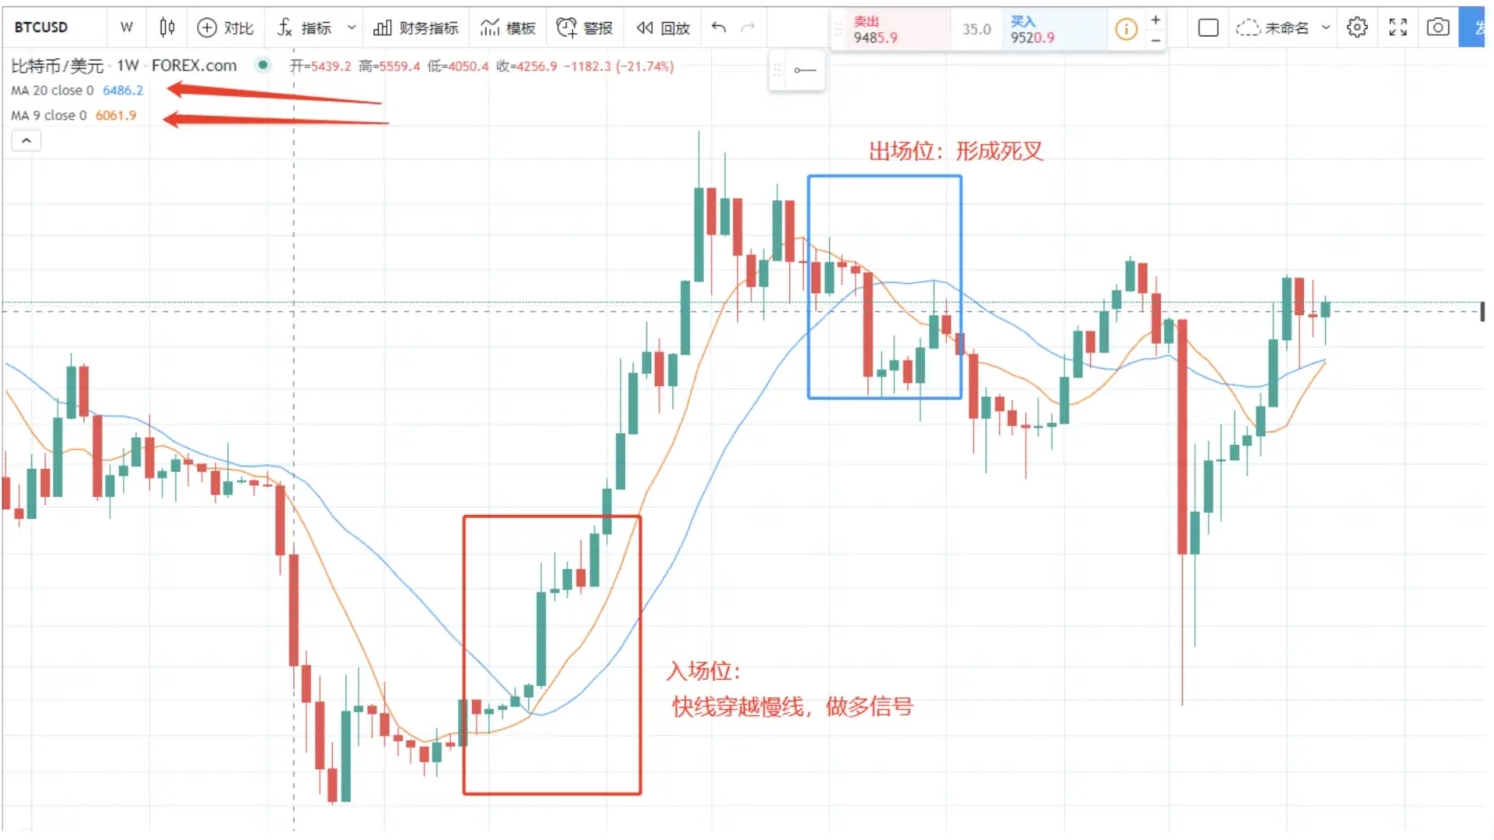 BTCUSD W 对比 指标 财务指标 模板 警报 回放 卖出 9485.9 35.0 买入 9520.9 + − 未命名
比特币/美元 · 1W · FOREX.com 开=5439.2 高=5559.4 低=4050.4 收=4256.9 −1182.3 (−21.74%)
MA 20 close 0 6486.2
MA 9 close 0 6061.9
出场位：形成死叉
入场位：
快线穿越慢线，做多信号